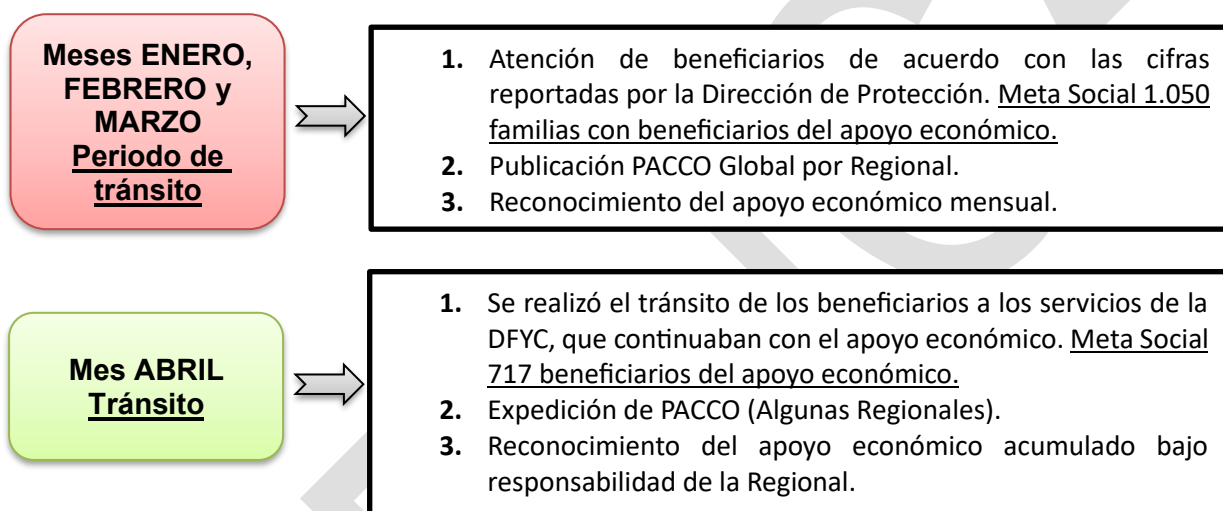 Meses ENERO,
FEBRERO y
MARZO
Periodo de
tránsito
1. Atención de beneficiarios de acuerdo con las cifras
reportadas por la Dirección de Protección. Meta Social 1.050
familias con beneficiarios del apoyo económico.
2. Publicación PACCO Global por Regional.
3. Reconocimiento del apoyo económico mensual.
Mes ABRIL
Tránsito
1. Se realizó el tránsito de los beneficiarios a los servicios de la
DFYC, que continuaban con el apoyo económico. Meta Social
717 beneficiarios del apoyo económico.
2. Expedición de PACCO (Algunas Regionales).
3. Reconocimiento del apoyo económico acumulado bajo
responsabilidad de la Regional.